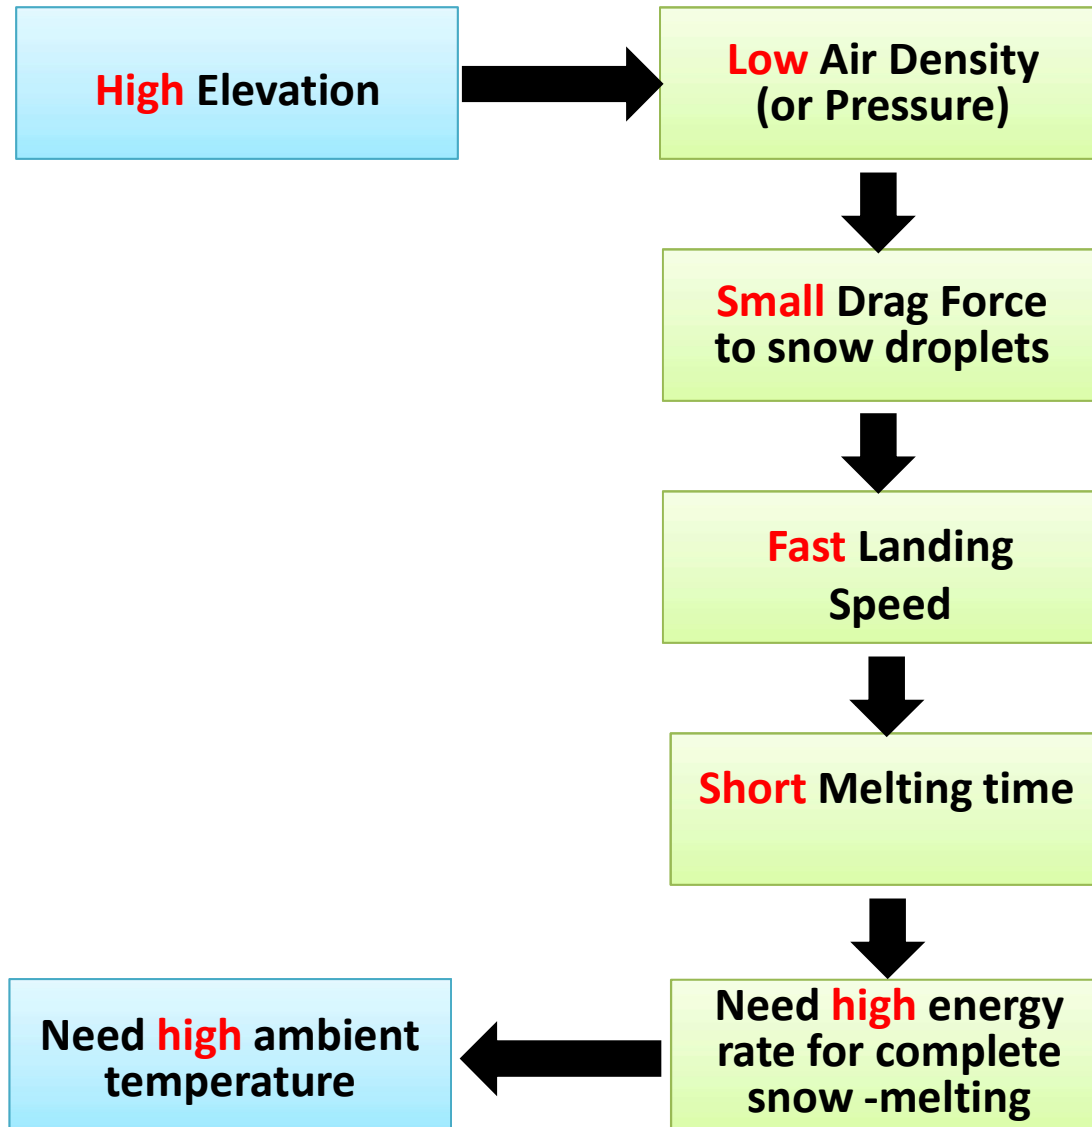 High Elevation
Low Air Density
(or Pressure)
Small Drag Force
to snow droplets
Fast Landing
Speed
Short Melting time
Need high energy
rate for complete
snow -melting
Need high ambient
temperature